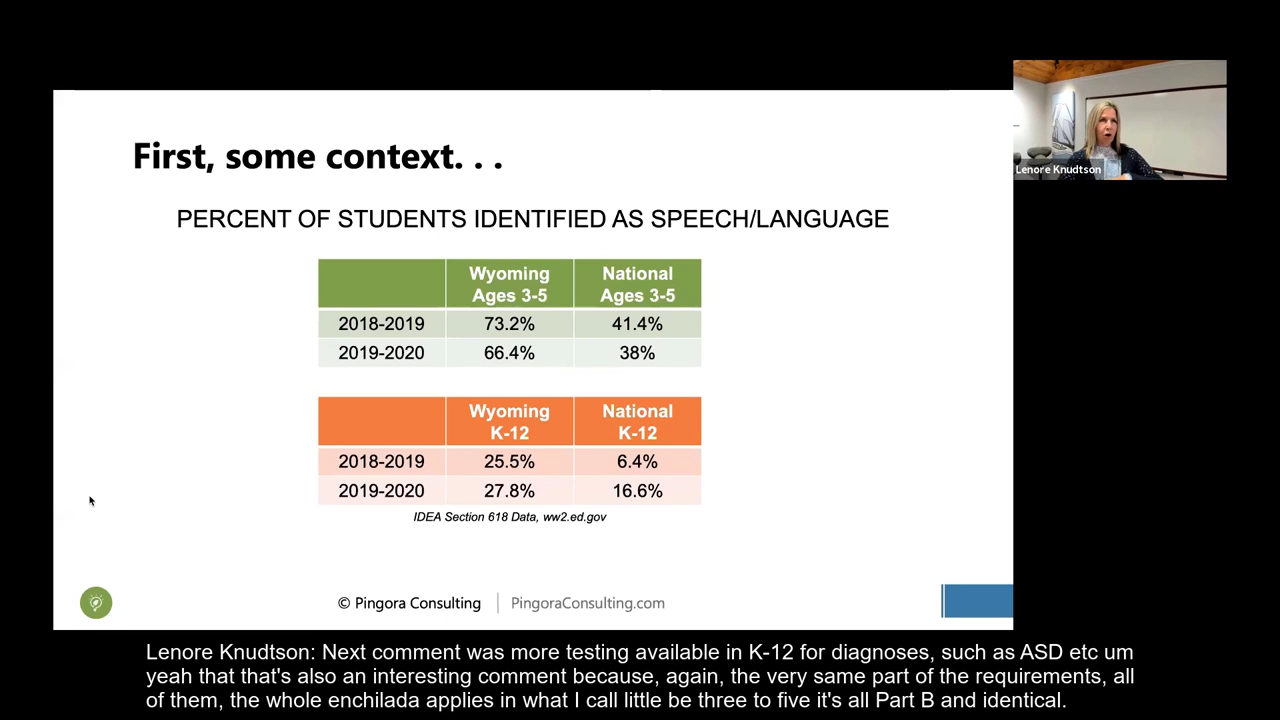 First, some context. . .
PERCENT OF STUDENTS IDENTIFIED AS SPEECH/LANGUAGE
Wyoming Ages 3-5 National Ages 3-5
2018-2019 73.2% 41.4%
2019-2020 66.4% 38%
Wyoming K-12 National K-12
2018-2019 25.5% 6.4%
2019-2020 27.8% 16.6%
IDEA Section 618 Data, ww2.ed.gov
© Pingora Consulting PingoraConsulting.com
Lenore Knudtson
Lenore Knudtson: Next comment was more testing available in K-12 for diagnoses, such as ASD etc um
yeah that that's also an interesting comment because, again, the very same part of the requirements, all
of them, the whole enchilada applies in what I call little be three to five it's all Part B and identical.